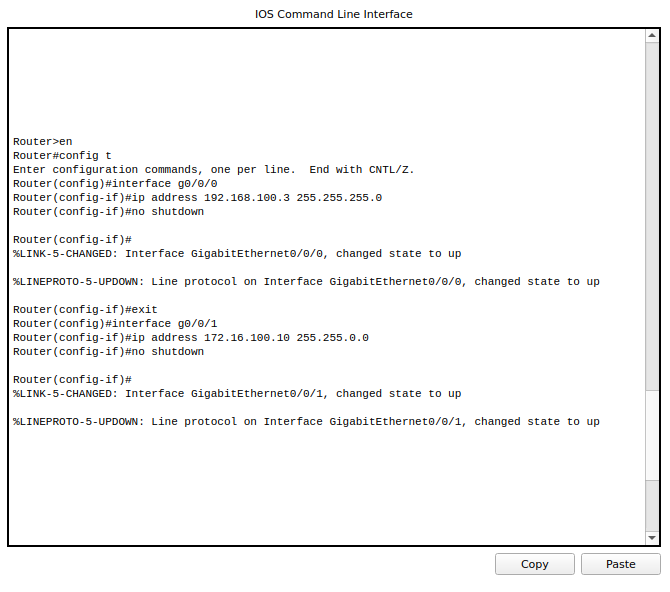 IOS Command Line Interface
Router>en
Router#config t
Enter configuration commands, one per line.  End with CNTL/Z.
Router(config)#interface g0/0/0
Router(config-if)#ip address 192.168.100.3 255.255.255.0
Router(config-if)#no shutdown
Router(config-if)#
%LINK-5-CHANGED: Interface GigabitEthernet0/0/0, changed state to up
%LINEPROTO-5-UPDOWN: Line protocol on Interface GigabitEthernet0/0/0, changed state to up
Router(config-if)#exit
Router(config)#interface g0/0/1
Router(config-if)#ip address 172.16.100.10 255.255.0.0
Router(config-if)#no shutdown
Router(config-if)#
%LINK-5-CHANGED: Interface GigabitEthernet0/0/1, changed state to up
%LINEPROTO-5-UPDOWN: Line protocol on Interface GigabitEthernet0/0/1, changed state to up
Copy Paste